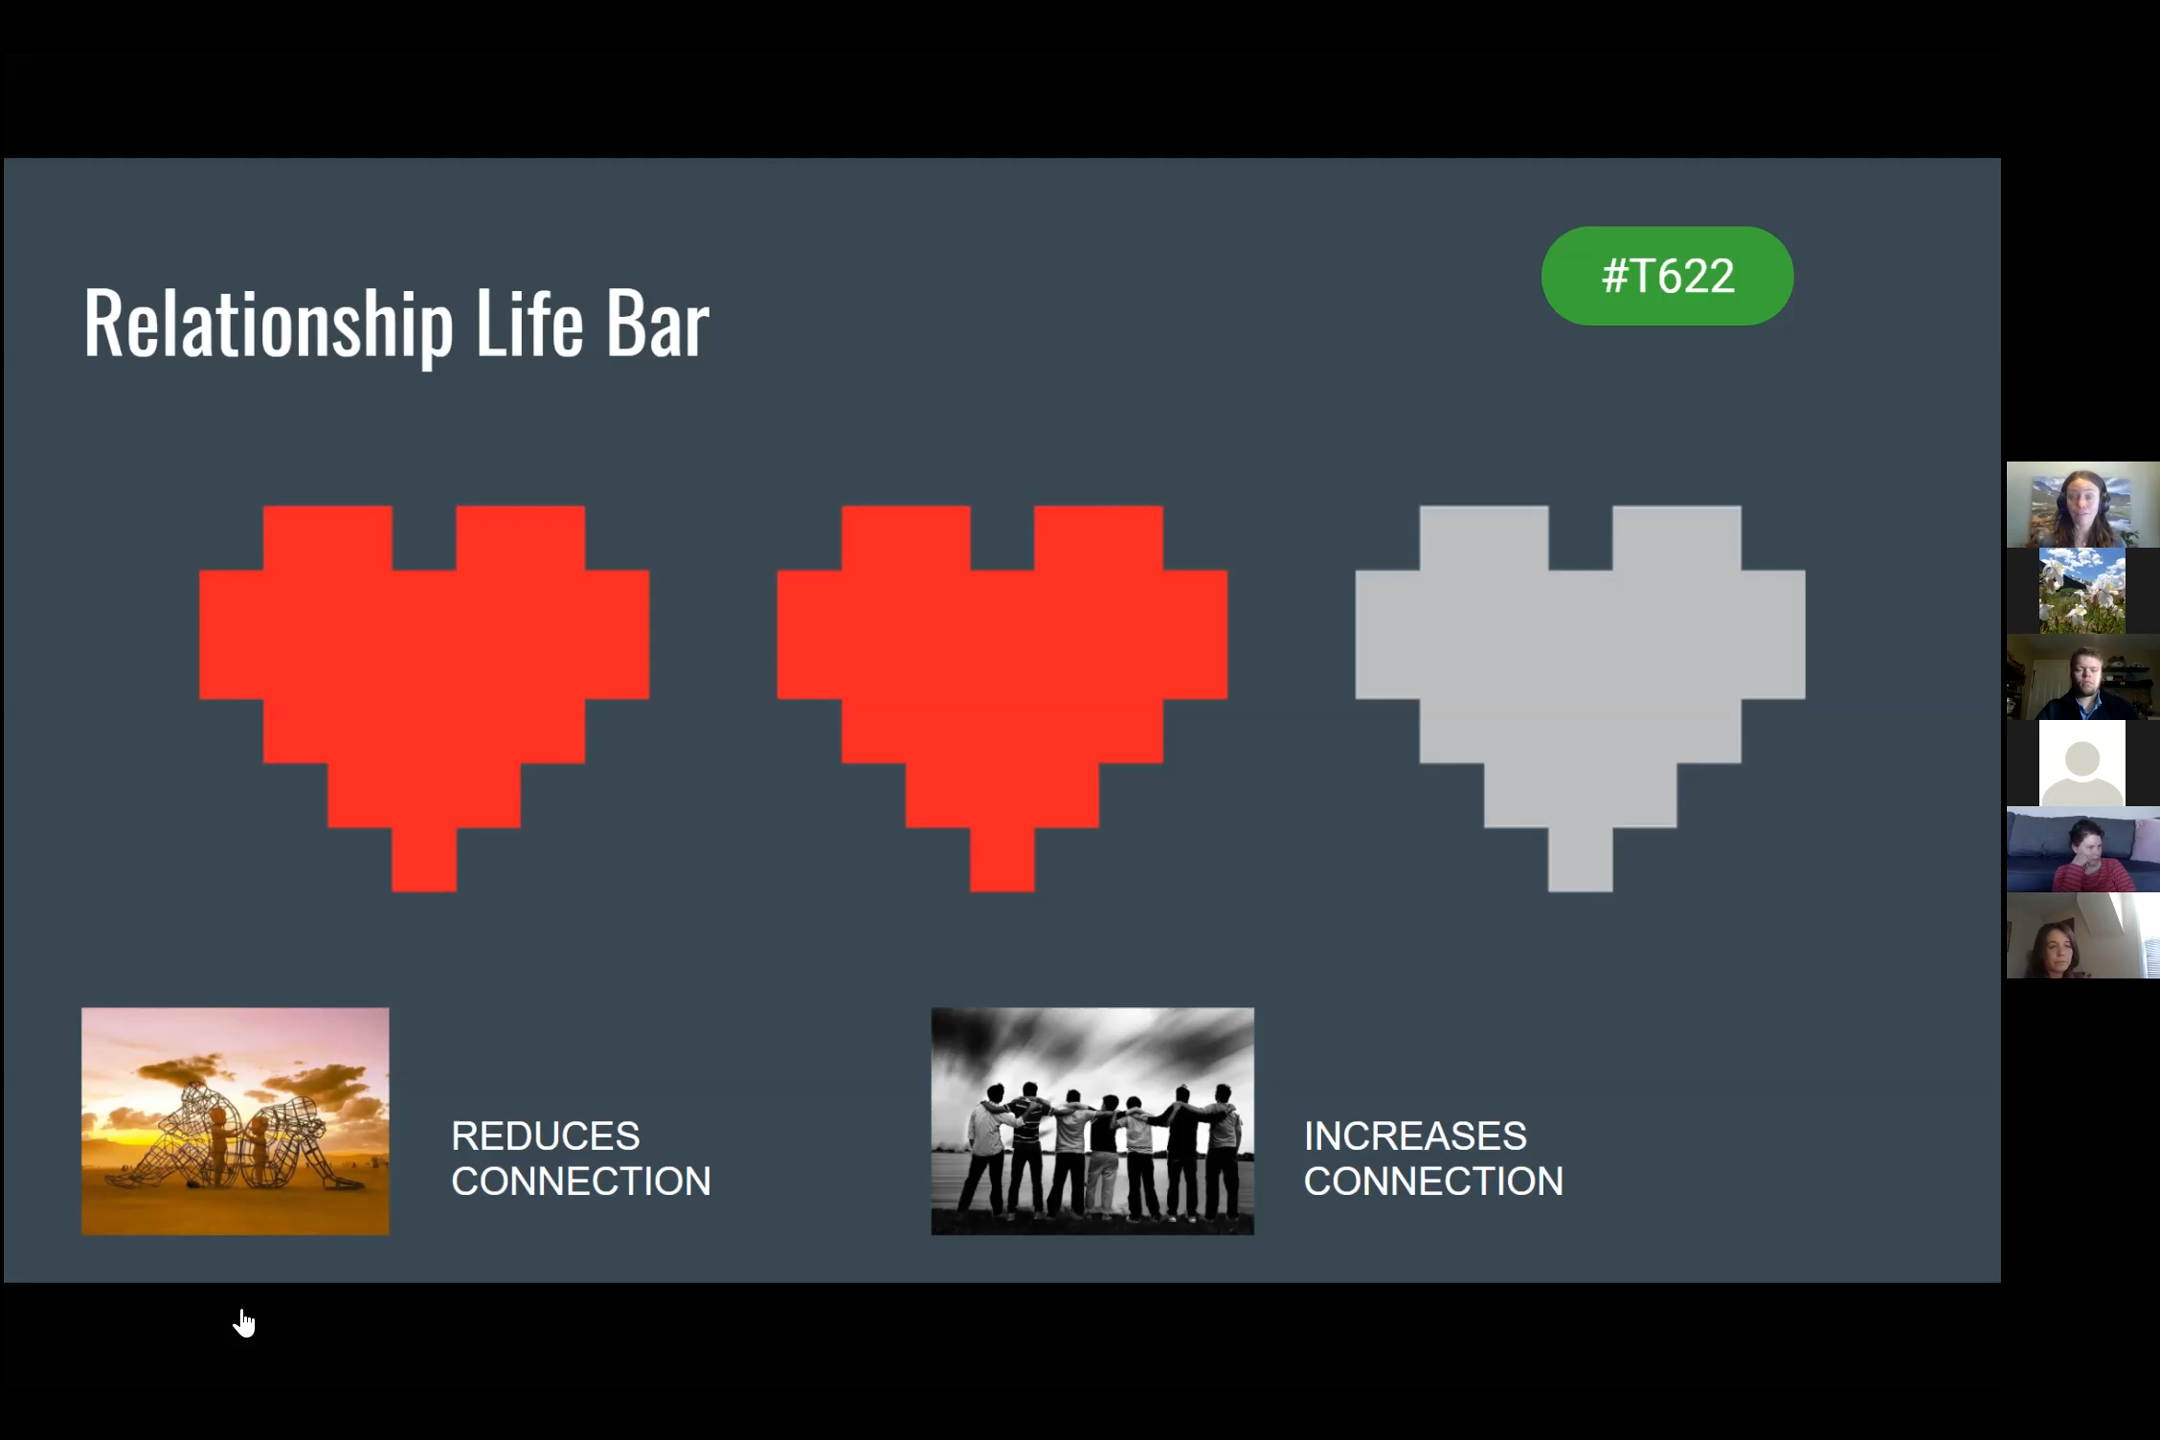 #T622
Relationship Life Bar
REDUCES
CONNECTION
INCREASES
CONNECTION